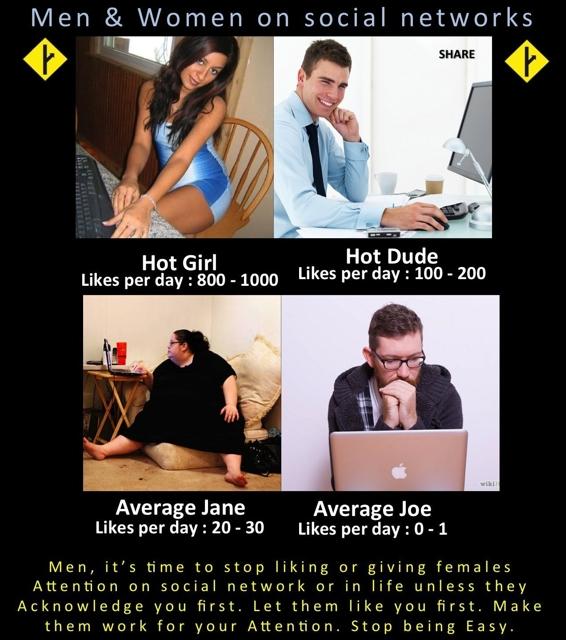 Men & Women on social networks
SHARE
Hot Girl
Likes per day : 800 - 1000
Hot Dude
Likes per day : 100 - 200
wiki
Average Jane
Likes per day : 20 - 30
Average Joe
Likes per day : 0 - 1
Men, it's time to stop liking or giving females
Attention on social network or in life unless they
Acknowledge you first. Let them like you first. Make
them work for your Attention. Stop being Easy.